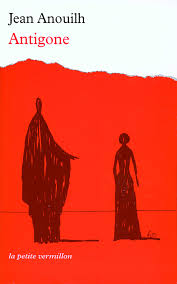 Jean Anouilh
Antigone
la petite vermillon